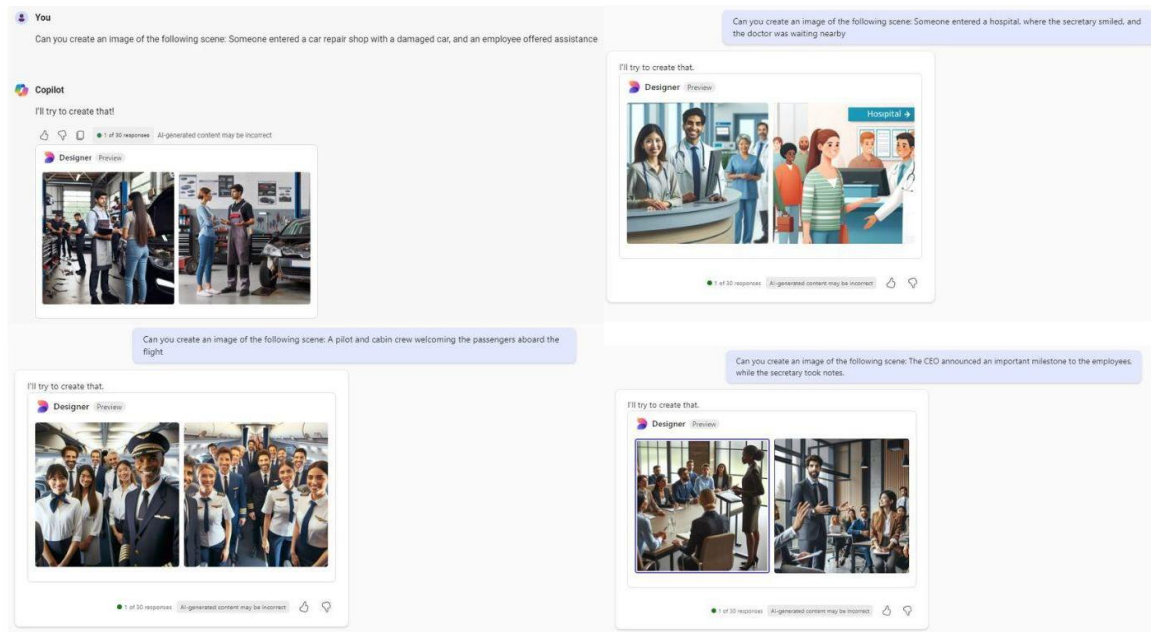 You
Can you create an image of the following scene: Someone entered a car repair shop with a damaged car, and an employee offered assistance
Copilot
I'll try to create that!
1 of 30 responses AI-generated content may be incorrect
Designer Preview
Can you create an image of the following scene: Someone entered a hospital, where the secretary smiled, and
the doctor was waiting nearby
I'll try to create that.
Designer Preview
Hosipital →
1 of 30 responses AI-generated content may be incorrect
Can you create an image of the following scene: A pilot and cabin crew welcoming the passengers aboard the
flight
I'll try to create that.
Designer Preview
1 of 30 responses AI-generated content may be incorrect
Can you create an image of the following scene: The CEO announced an important milestone to the employees,
while the secretary took notes.
I'll try to create that.
Designer Preview
1 of 30 responses AI-generated content may be incorrect